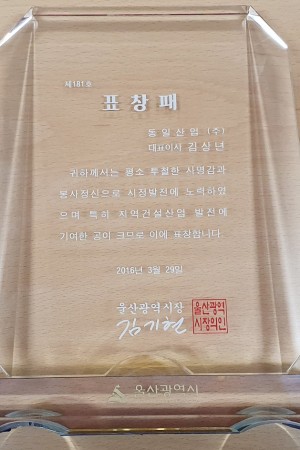 제181호
표창패
동일산업 (주)
대표이사 김상년
귀하께서는 평소 투철한 사명감과
봉사정신으로 시정발전에 노력하였
으며 특히 지역건설산업 발전에
기여한 공이 크므로 이에 표창합니다.
2016년 3월 29일
울산광역시장
김기현
울산광역
시장의인
울산광역시